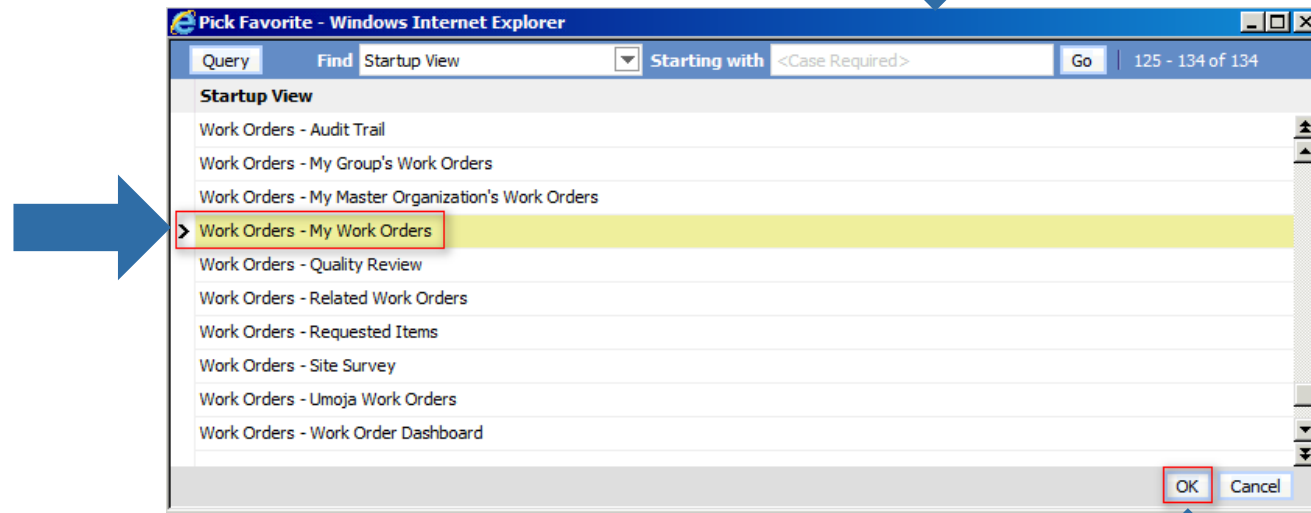 Pick Favorite - Windows Internet Explorer
Query Find Startup View Starting with <Case Required> Go 125 - 134 of 134
Startup View
Work Orders - Audit Trail
Work Orders - My Group's Work Orders
Work Orders - My Master Organization's Work Orders
Work Orders - My Work Orders
Work Orders - Quality Review
Work Orders - Related Work Orders
Work Orders - Requested Items
Work Orders - Site Survey
Work Orders - Umoja Work Orders
Work Orders - Work Order Dashboard
OK Cancel